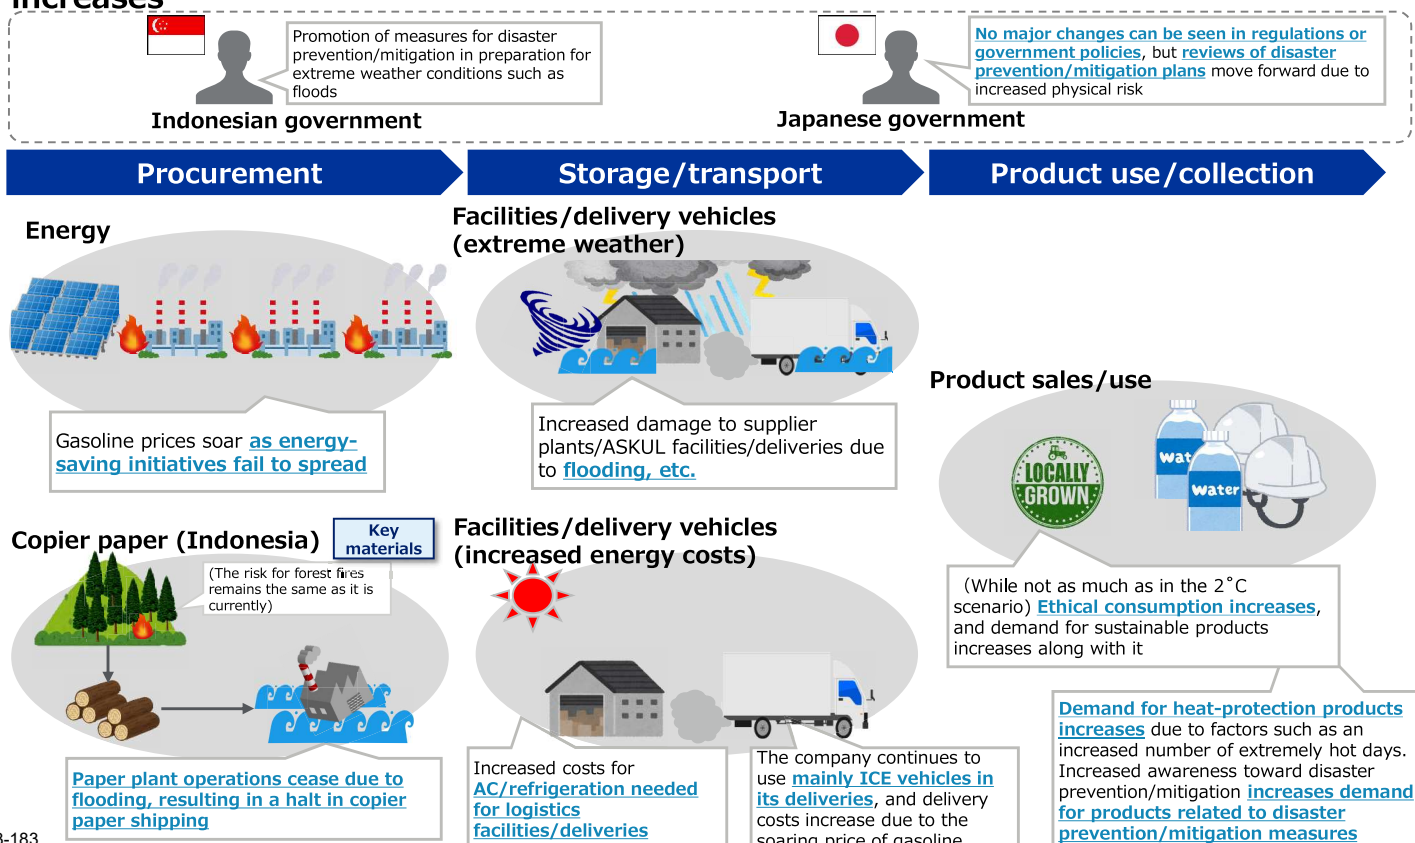 increases
Promotion of measures for disaster
prevention/mitigation in preparation for
extreme weather conditions such as
floods
Indonesian government
No major changes can be seen in regulations or
government policies, but reviews of disaster
prevention/mitigation plans move forward due to
increased physical risk
Japanese government
Procurement
Storage/transport
Product use/collection
Energy
Gasoline prices soar as energy-
saving initiatives fail to spread
Copier paper (Indonesia)
Key
materials
(The risk for forest fires
remains the same as it is
currently)
Paper plant operations cease due to
flooding, resulting in a halt in copier
paper shipping
Facilities/delivery vehicles
(extreme weather)
Increased damage to supplier
plants/ASKUL facilities/deliveries due
to flooding, etc.
Facilities/delivery vehicles
(increased energy costs)
Increased costs for
AC/refrigeration needed
for logistics
facilities/deliveries
The company continues to
use mainly ICE vehicles in
its deliveries, and delivery
costs increase due to the
soaring price of gasoline
Product sales/use
LOCALLY
GROWN
Wat
Water
(While not as much as in the 2˚C
scenario) Ethical consumption increases,
and demand for sustainable products
increases along with it
Demand for heat-protection products
increases due to factors such as an
increased number of extremely hot days.
Increased awareness toward disaster
prevention/mitigation increases demand
for products related to disaster
prevention/mitigation measures
3-183